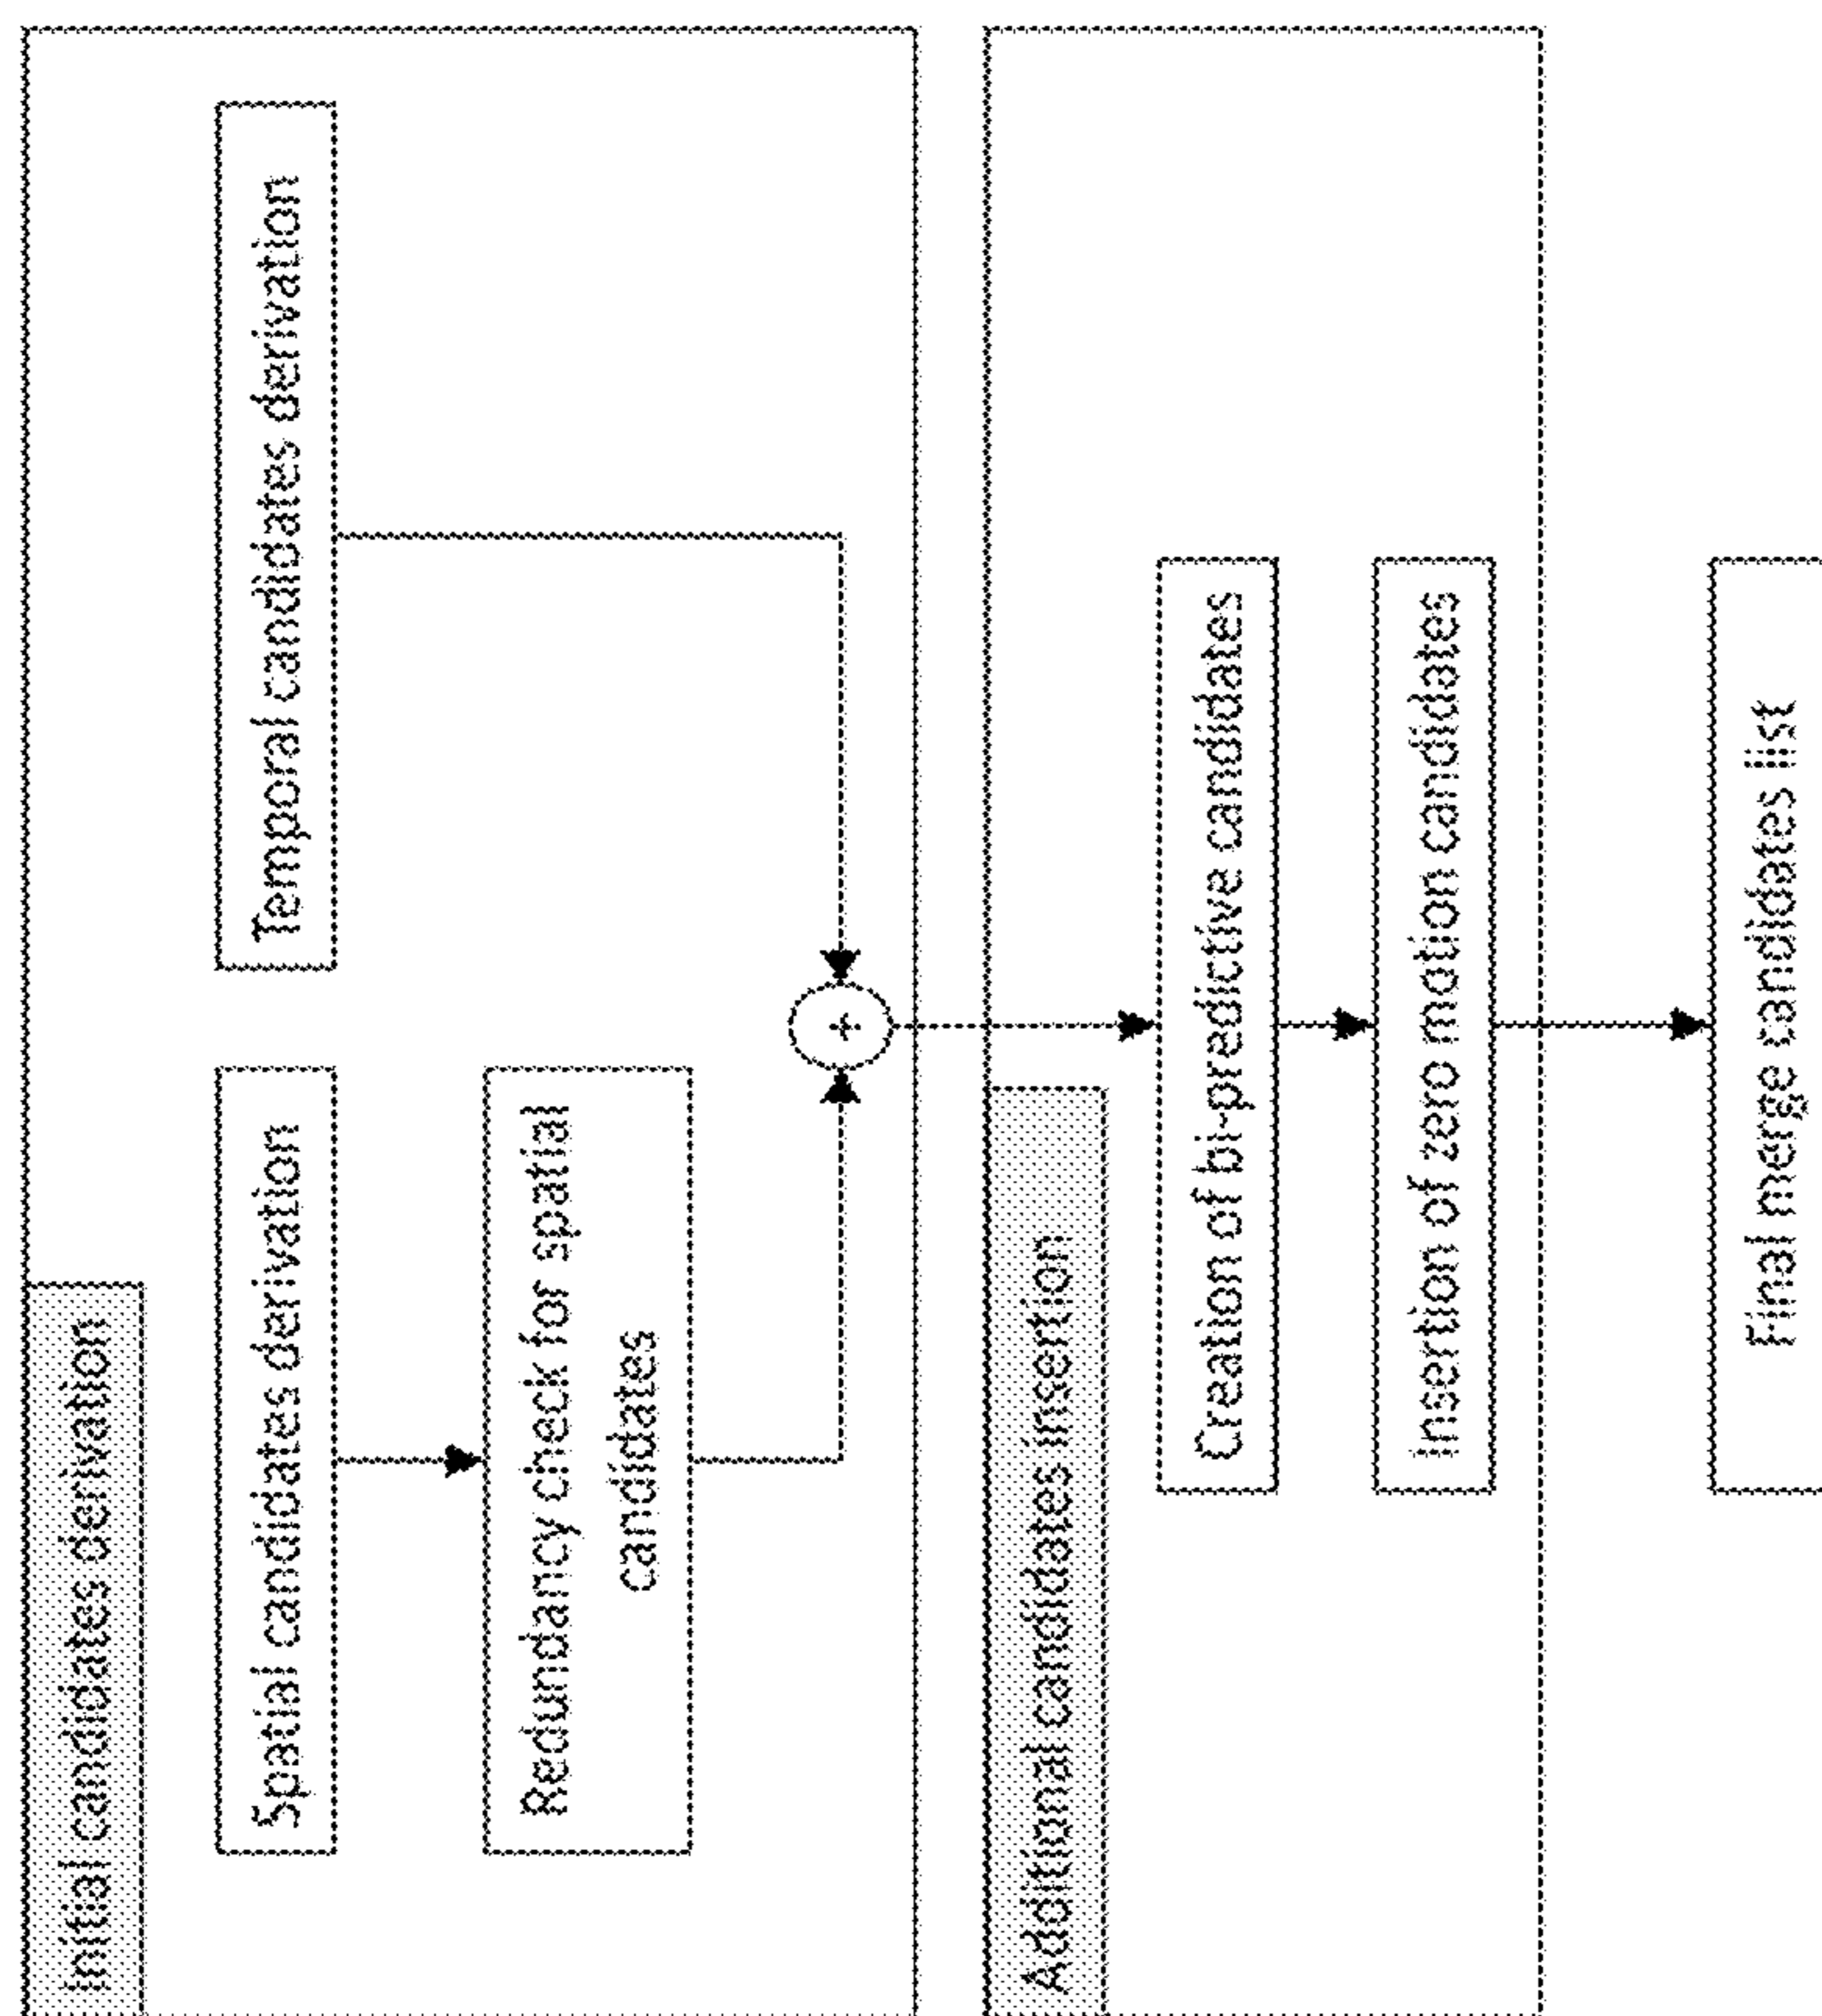 Initial candidates derivation
Spatial candidates derivation
Temporal candidates derivation
Redundancy check for spatial
candidates
+
Additional candidates insertion
Creation of bi-predictive candidates
Insertion of zero motion candidates
Final merge candidates list